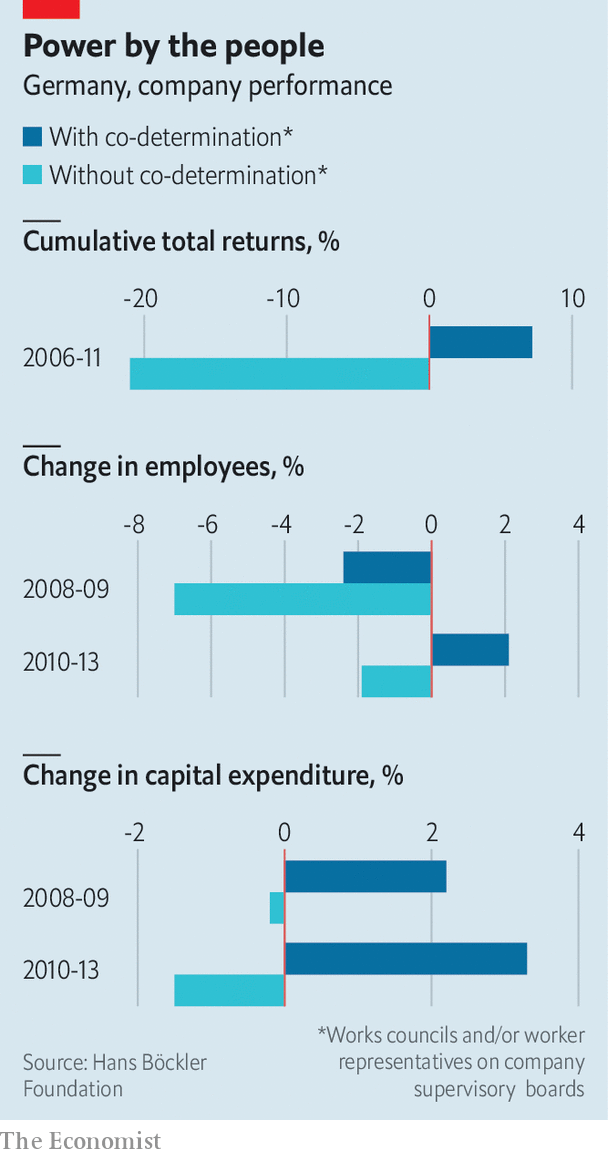 Power by the people
Germany, company performance
With co-determination*
Without co-determination*
Cumulative total returns, %
-20 -10 0 10
2006-11
Change in employees, %
-8 -6 -4 -2 0 2 4
2008-09
2010-13
Change in capital expenditure, %
-2 0 2 4
2008-09
2010-13
Source: Hans Böckler
Foundation
*Works councils and/or worker
representatives on company
supervisory boards
The Economist